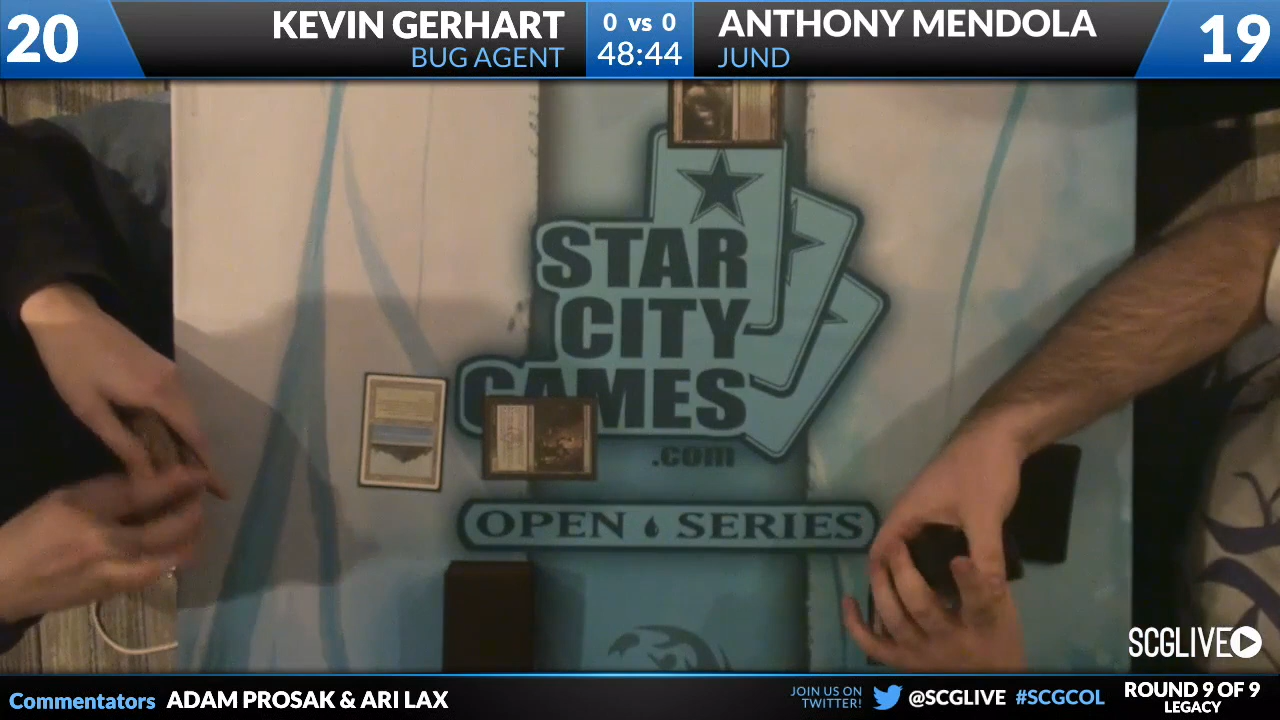 20
KEVIN GERHART
BUG AGENT
0 vs 0
48:44
ANTHONY MENDOLA
JUND
19
STAR
CITY
GAMES
.com
OPEN SERIES
SCGLIVE
Commentators ADAM PROSAK & ARI LAX
JOIN US ON
TWITTER!
@SCGLIVE #SCGCOL
ROUND 9 OF 9
LEGACY